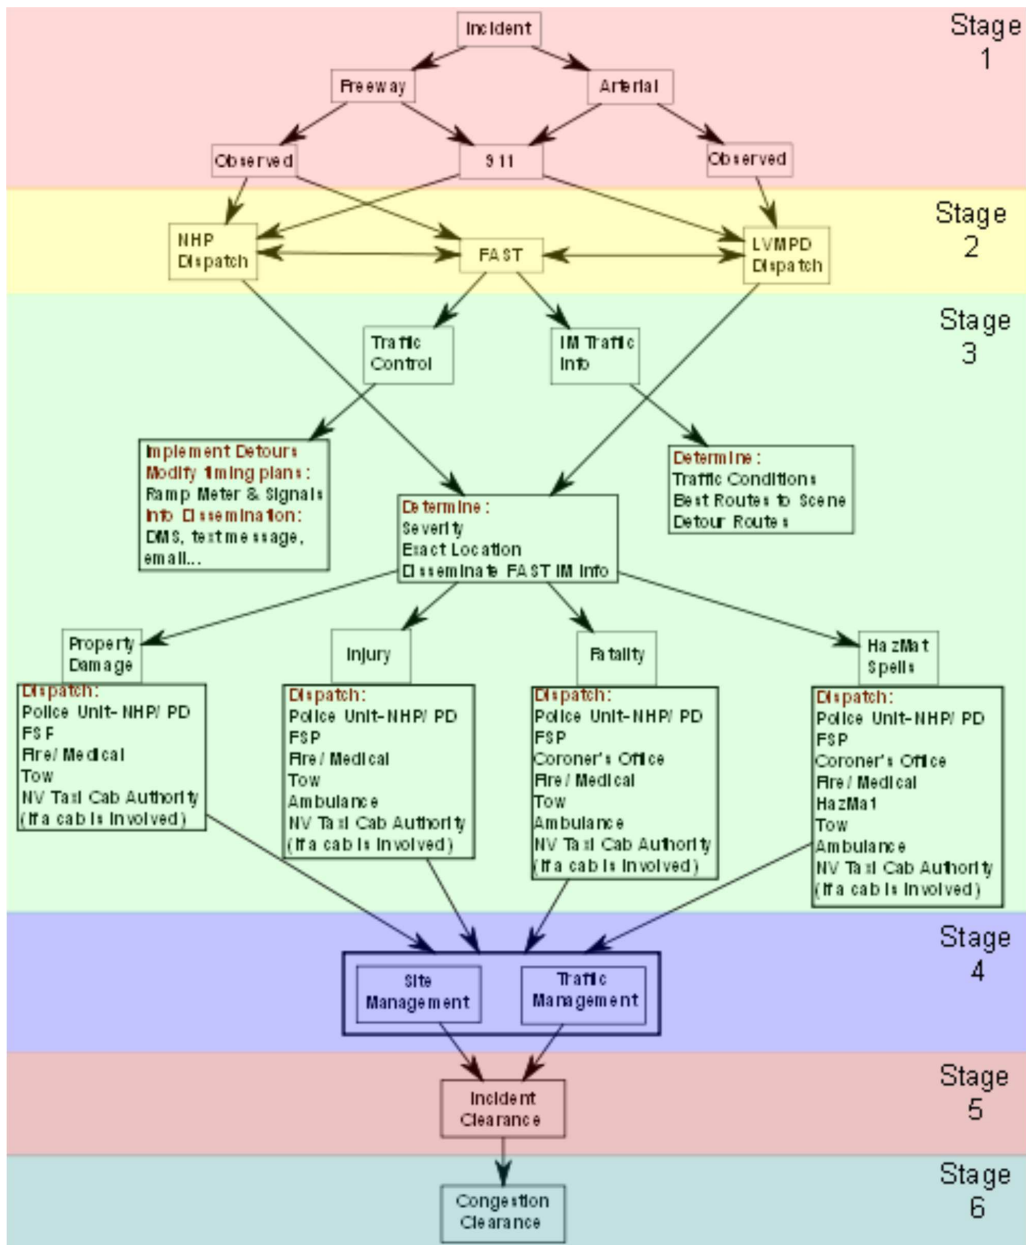 Stage
1
Incident
Freeway
Arterial
Observed
911
Observed
Stage
2
NHP
Dispatch
FAST
LVMPD
Dispatch
Stage
3
Traffic
Control
IM Traffic
Info
Implement Detours
Modify timing plans:
Ramp Meter & Signals
Info Dissemination:
DMS, text message,
email...
Determine:
Traffic Conditions
Best Routes to Scene
Detour Routes
Determine:
Severity
Exact Location
Disseminate FAST IM Info
Property
Damage
Injury
Fatality
HazMat
Spells
Dispatch:
Police Unit-NHP/ PD
FSP
Fire/ Medical
Tow
NV Taxi Cab Authority
(If a cab is involved)
Dispatch:
Police Unit-NHP/ PD
FSP
Fire/ Medical
Tow
Ambulance
NV Taxi Cab Authority
(If a cab is involved)
Dispatch:
Police Unit-NHP/ PD
FSP
Coroner's Office
Fire/ Medical
Tow
Ambulance
NV Taxi Cab Authority
(If a cab is involved)
Dispatch:
Police Unit-NHP/ PD
FSP
Coroner's Office
Fire/ Medical
HazMat
Tow
Ambulance
NV Taxi Cab Authority
(If a cab is involved)
Stage
4
Site
Management
Traffic
Management
Stage
5
Incident
Clearance
Stage
6
Congestion
Clearance